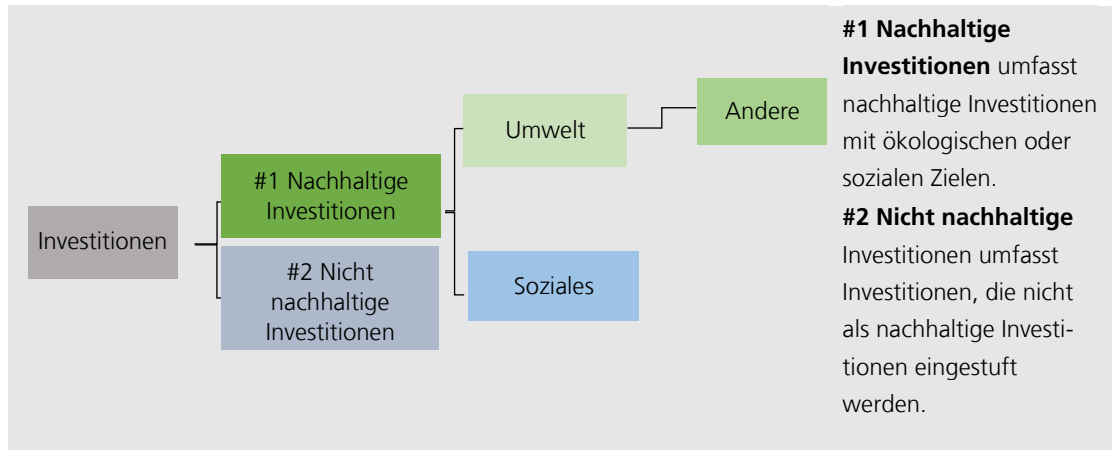 Investitionen
#1 Nachhaltige
Investitionen
#2 Nicht
nachhaltige
Investitionen
Umwelt
Soziales
Andere
#1 Nachhaltige
Investitionen umfasst
nachhaltige Investitionen
mit ökologischen oder
sozialen Zielen.
#2 Nicht nachhaltige
Investitionen umfasst
Investitionen, die nicht
als nachhaltige Investi-
tionen eingestuft
werden.